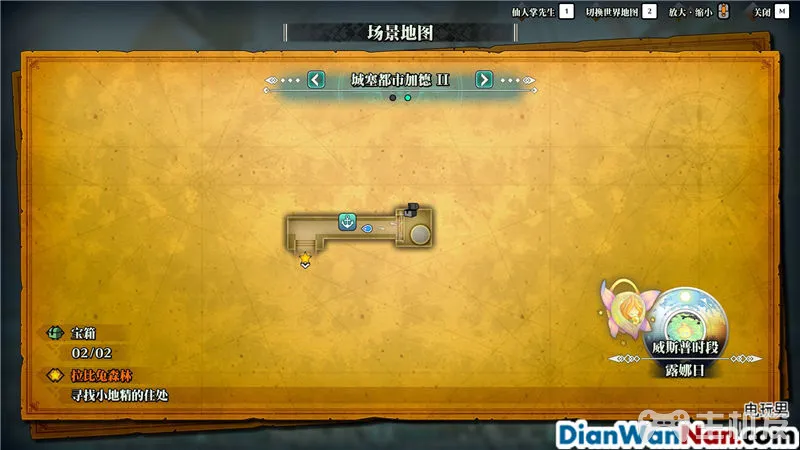 仙人掌先生 1 切换世界地图 2 放大·缩小 关闭 M
场景地图
城塞都市加德 II
宝箱
02/02
拉比兔森林
寻找小地精的住处
威斯普时段
露娜日
电玩男
DianWanNan.com